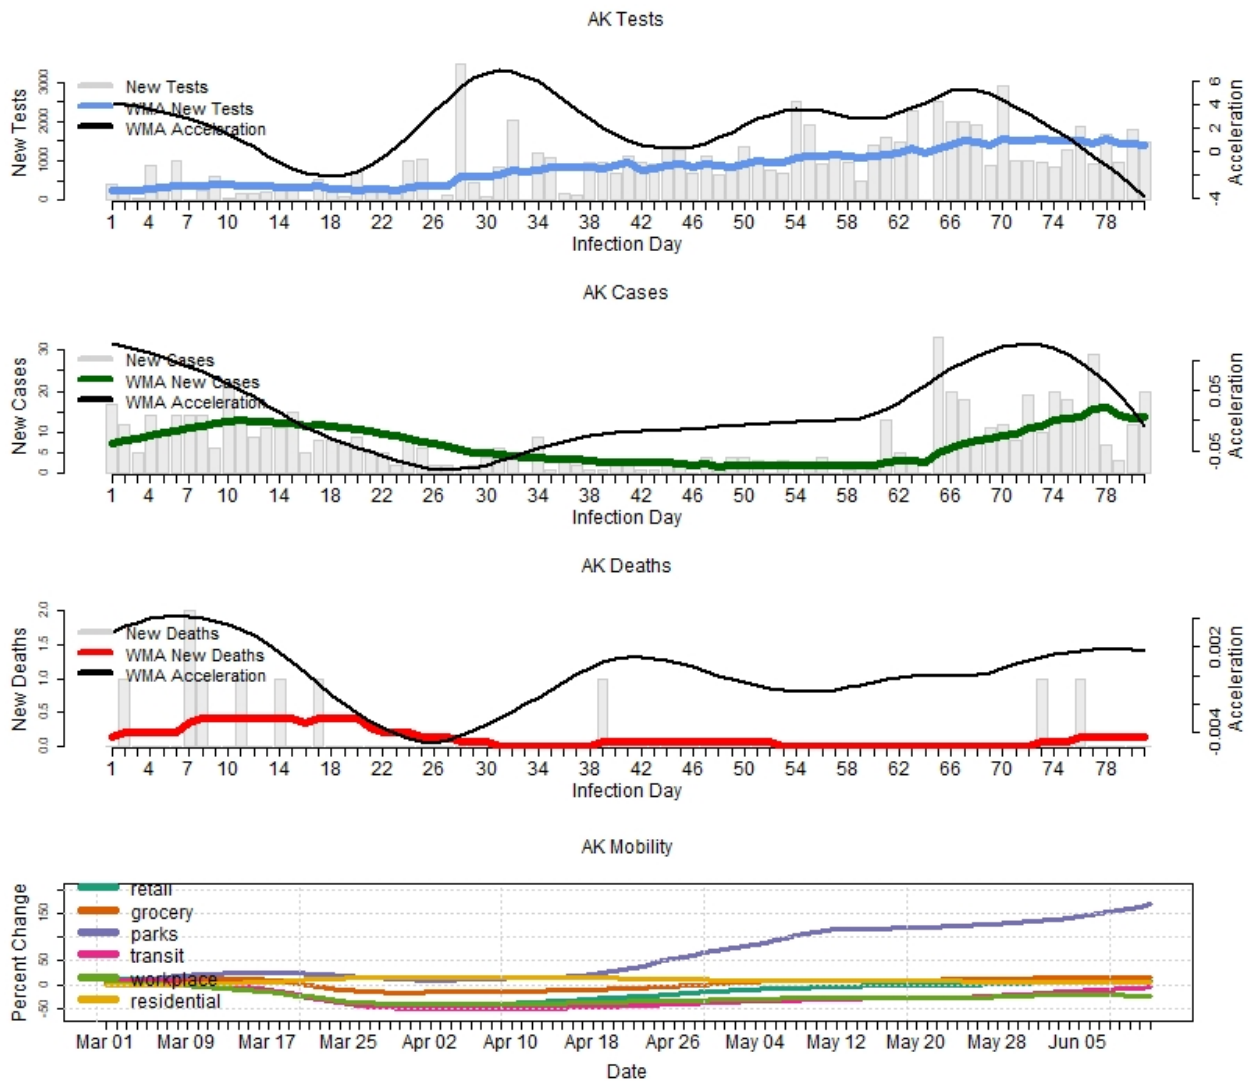 AK Tests
New Tests
0
1000
2000
3000
New Tests
WMA New Tests
WMA Acceleration
-4
0
2
4
6
Acceleration
1 4 7 10 14 18 22 26 30 34 38 42 46 50 54 58 62 66 70 74 78
Infection Day
AK Cases
New Cases
0
5
10
20
30
New Cases
WMA New Cases
WMA Acceleration
-0.05
0.05
Acceleration
1 4 7 10 14 18 22 26 30 34 38 42 46 50 54 58 62 66 70 74 78
Infection Day
AK Deaths
New Deaths
0.0
0.5
1.0
1.5
2.0
New Deaths
WMA New Deaths
WMA Acceleration
-0.004
0.002
Acceleration
1 4 7 10 14 18 22 26 30 34 38 42 46 50 54 58 62 66 70 74 78
Infection Day
AK Mobility
Percent Change
-50
0
50
150
retail
grocery
parks
transit
workplace
residential
Mar 01 Mar 09 Mar 17 Mar 25 Apr 02 Apr 10 Apr 18 Apr 26 May 04 May 12 May 20 May 28 Jun 05
Date